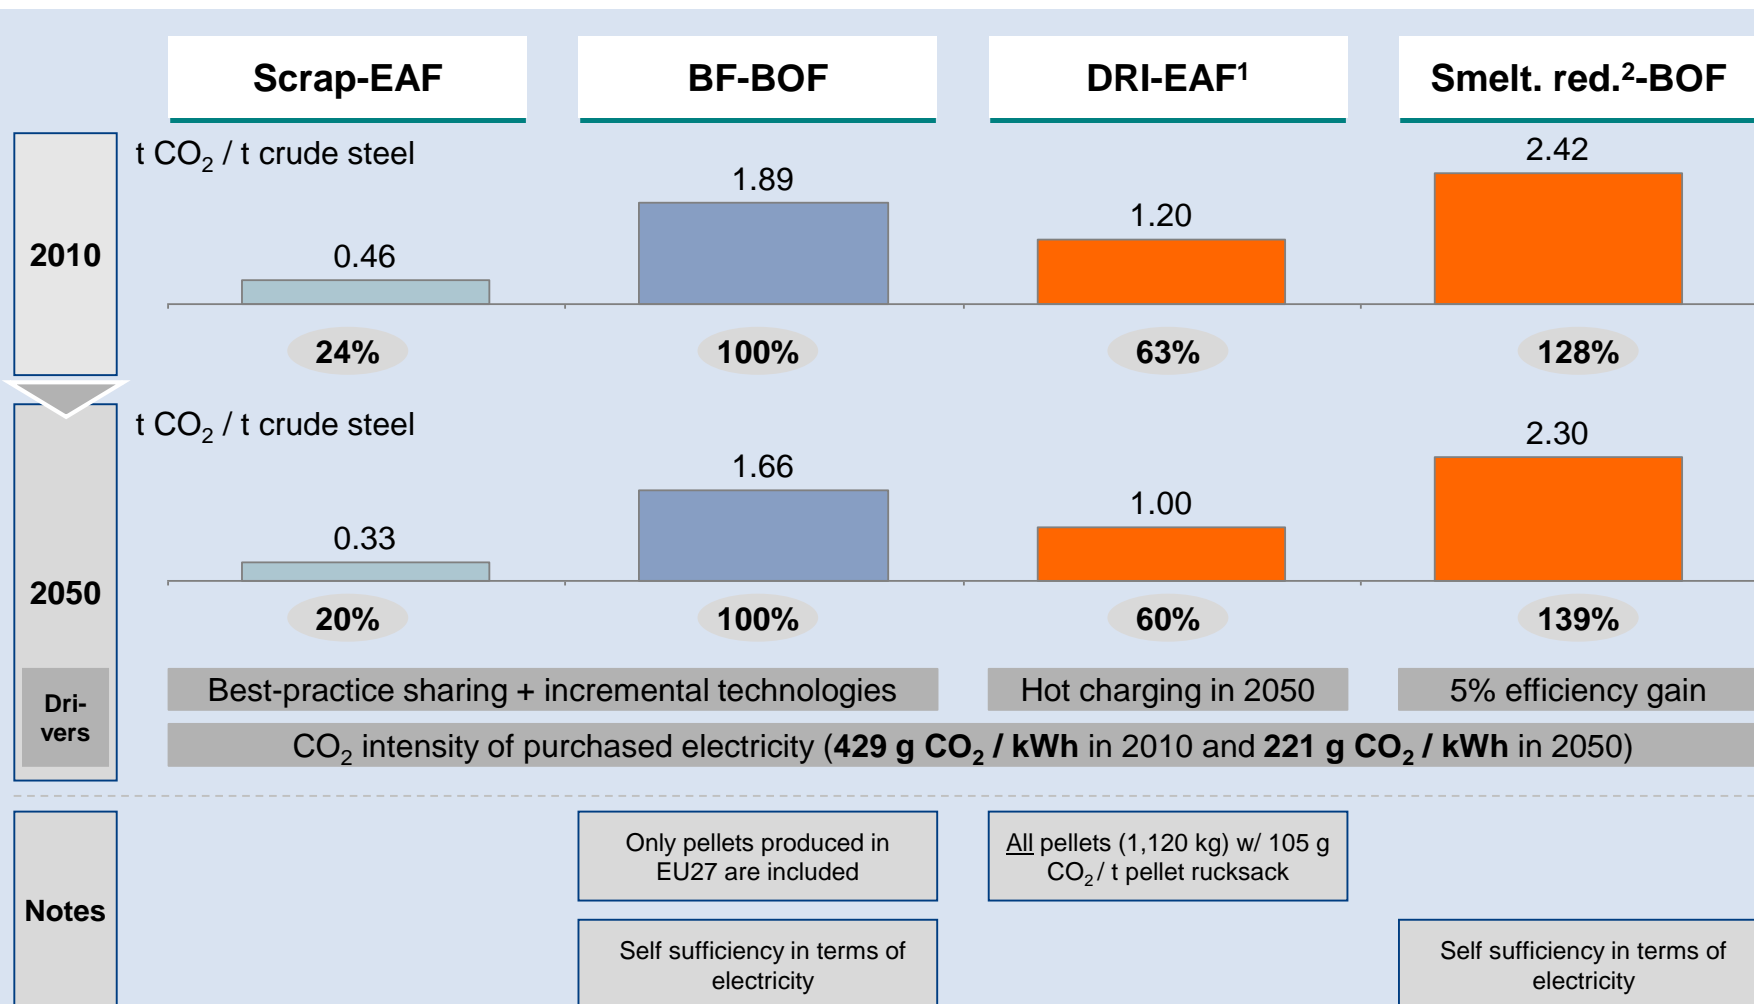 Scrap-EAF
BF-BOF
DRI-EAF¹
Smelt. red.²-BOF
2010
t CO₂ / t crude steel
0.46
1.89
1.20
2.42
24%
100%
63%
128%
2050
t CO₂ / t crude steel
0.33
1.66
1.00
2.30
20%
100%
60%
139%
Dri-
vers
Best-practice sharing + incremental technologies
Hot charging in 2050
5% efficiency gain
CO₂ intensity of purchased electricity (429 g CO₂ / kWh in 2010 and 221 g CO₂ / kWh in 2050)
Notes
Only pellets produced in
EU27 are included
All pellets (1,120 kg) w/ 105 g
CO₂ / t pellet rucksack
Self sufficiency in terms of
electricity
Self sufficiency in terms of
electricity